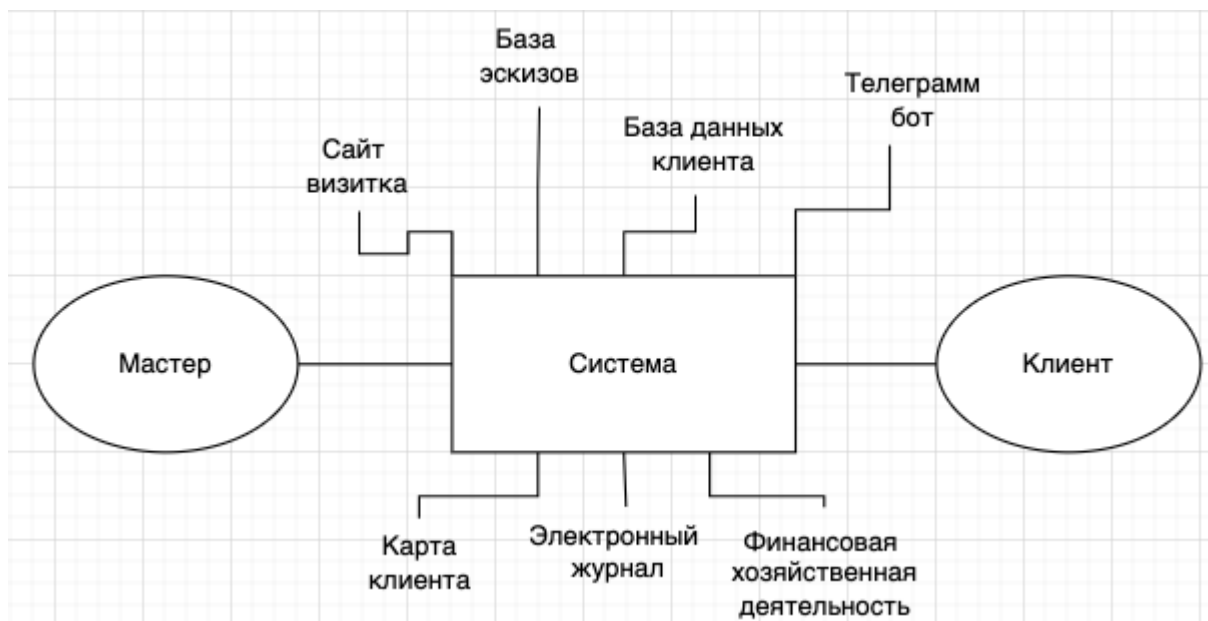 База
эскизов
Телеграмм
бот
База данных
клиента
Сайт
визитка
Мастер
Система
Клиент
Карта
клиента
Электронный
журнал
Финансовая
хозяйственная
деятельность